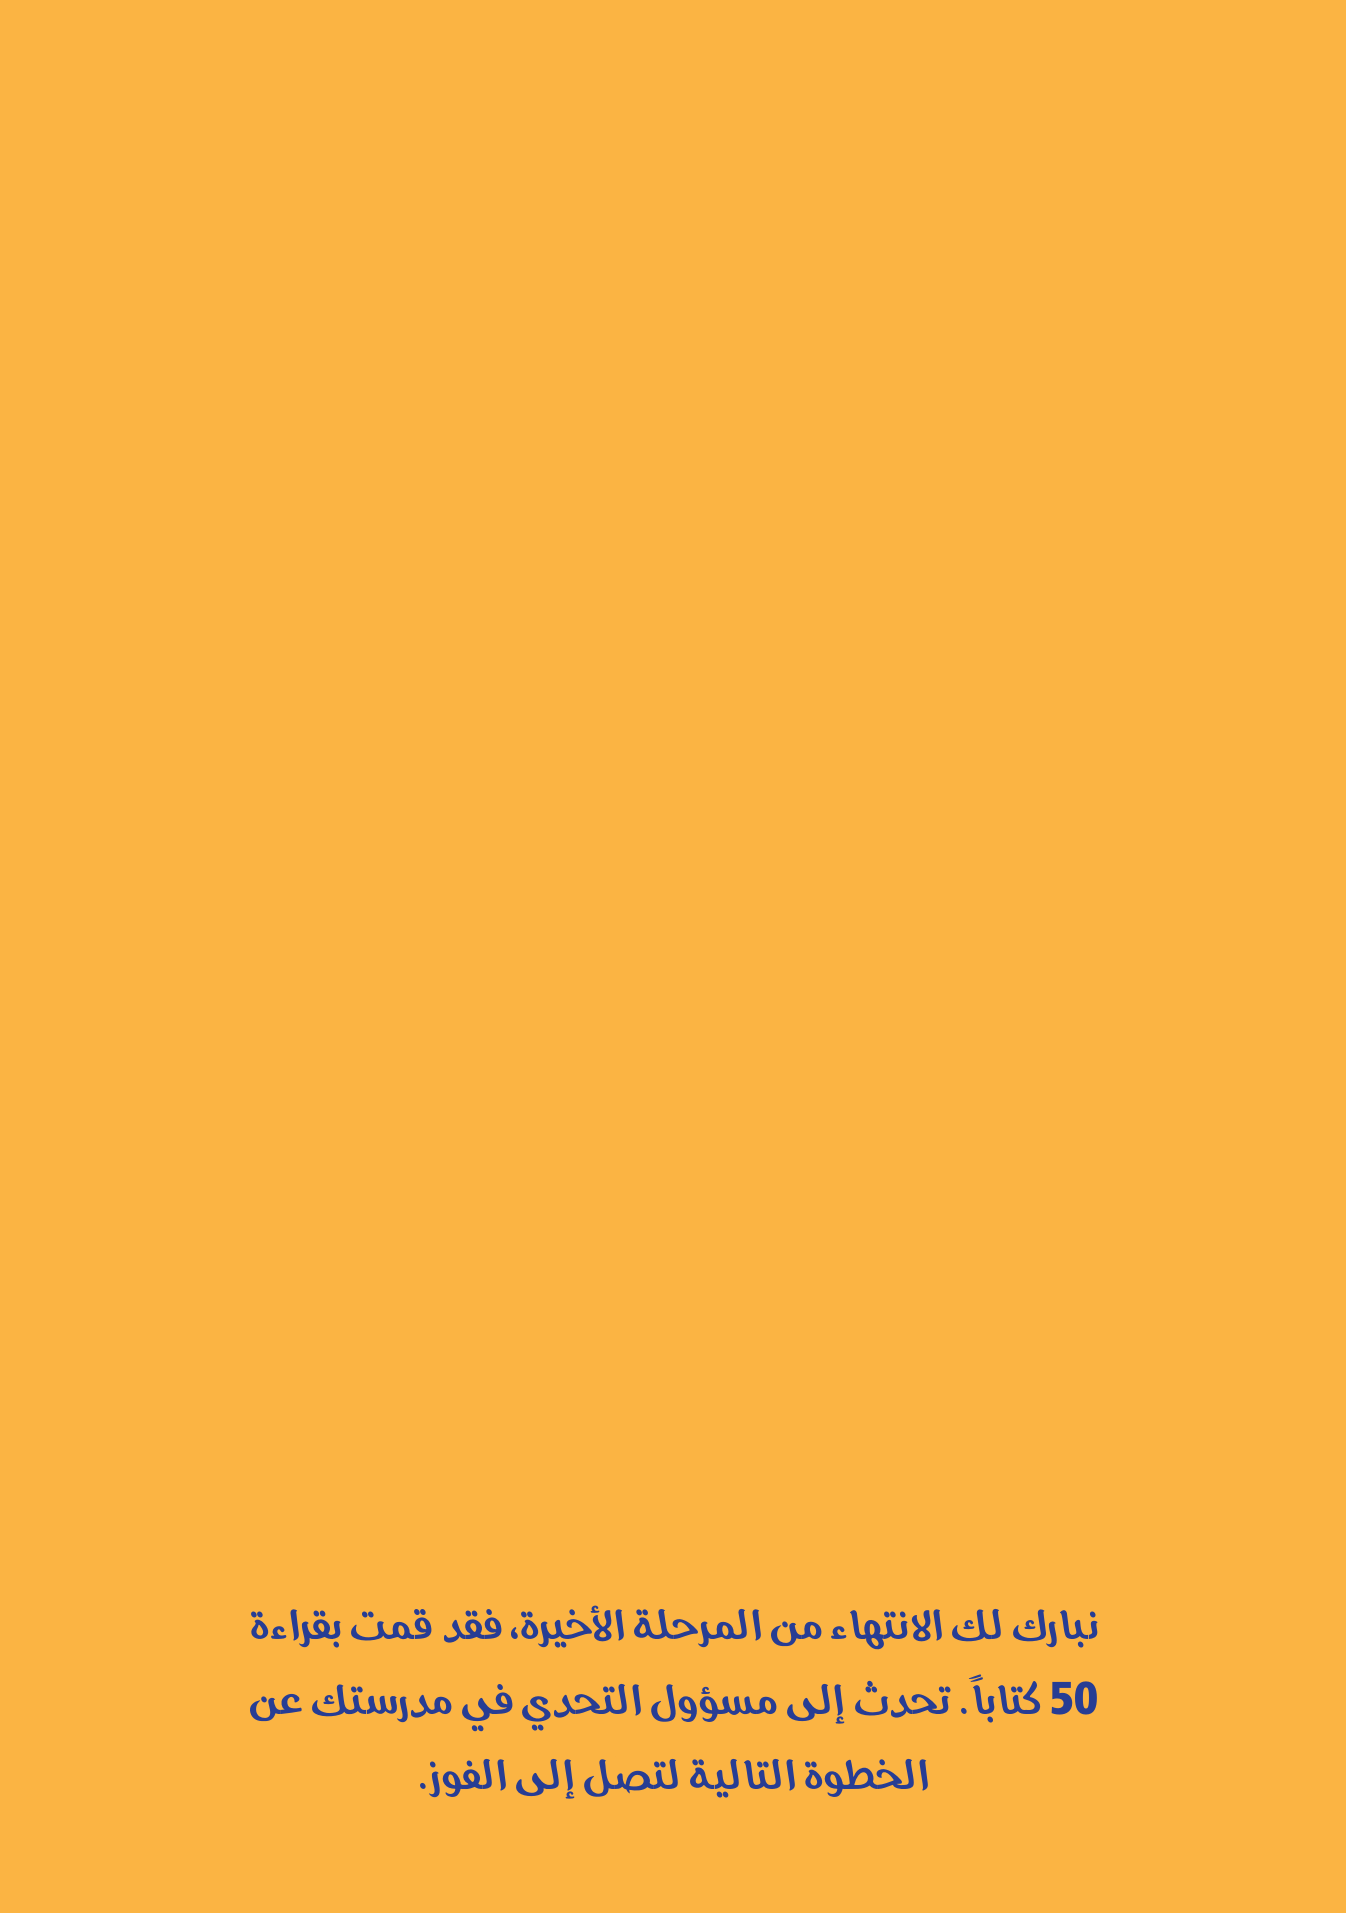 نبارك لك الانتهاء من المرحلة الأخيرة، فقد قمت بقراءة
50 كتاباً. تحدث إلى مسؤول التحدي في مدرستك عن
الخطوة التالية لتصل إلى الفوز.